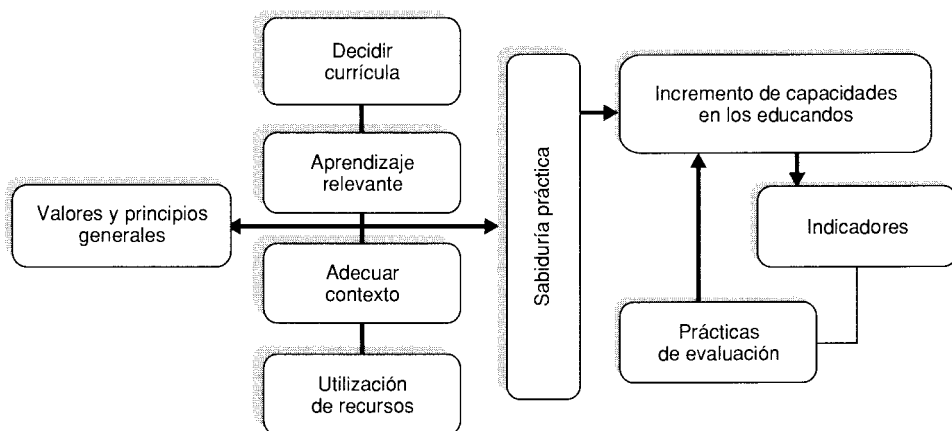 Decidir
currícula
Aprendizaje
relevante
Valores y principios
generales
Adecuar
contexto
Utilización
de recursos
Sabiduría práctica
Incremento de capacidades
en los educandos
Indicadores
Prácticas
de evaluación